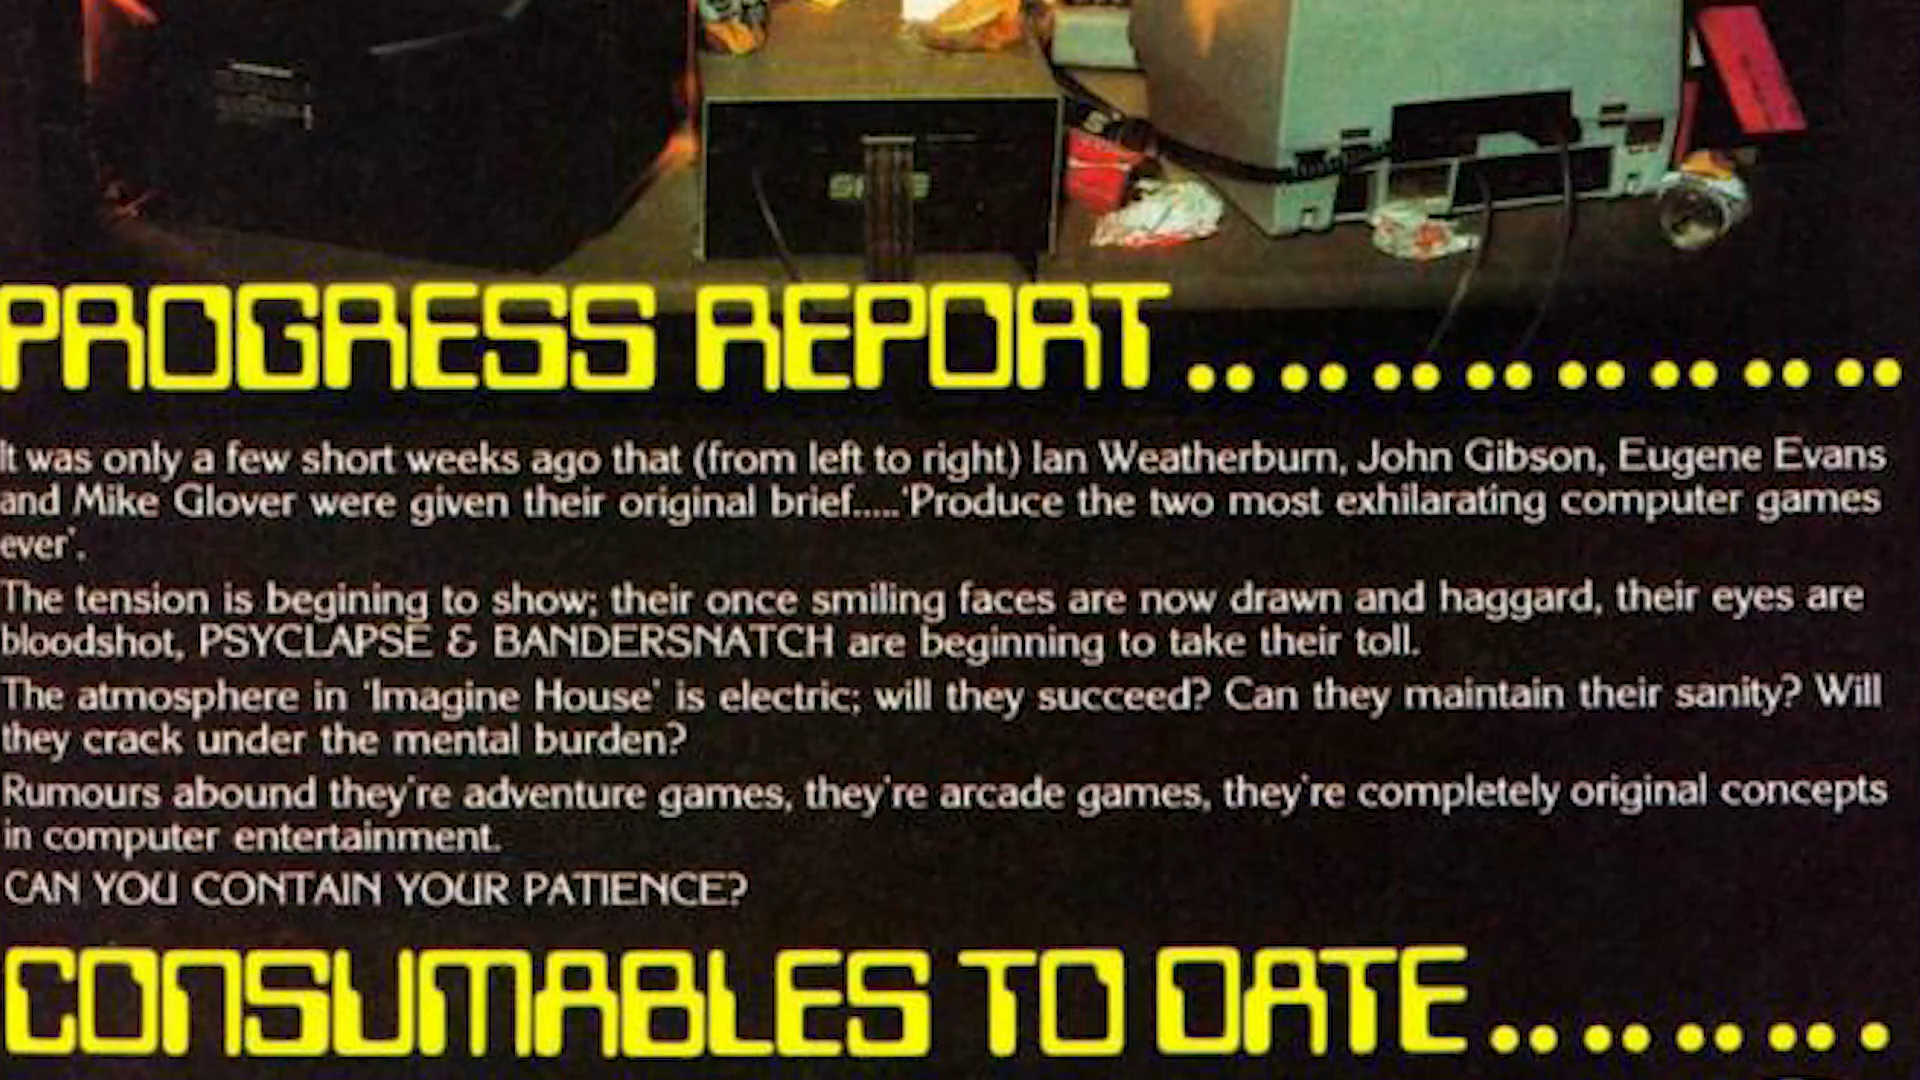 PROGRESS REPORT . . . . . . . . . . . . . . . .
It was only a few short weeks ago that (from left to right) Ian Weatherburn, John Gibson, Eugene Evans
and Mike Glover were given their original brief.....‘Produce the two most exhilarating computer games
ever’.
The tension is begining to show; their once smiling faces are now drawn and haggard, their eyes are
bloodshot, PSYCLAPSE & BANDERSNATCH are beginning to take their toll.
The atmosphere in ‘Imagine House’ is electric; will they succeed? Can they maintain their sanity? Will
they crack under the mental burden?
Rumours abound they’re adventure games, they’re arcade games, they’re completely original concepts
in computer entertainment.
CAN YOU CONTAIN YOUR PATIENCE?
CONSUMABLES TO DATE . . . . . . . . .